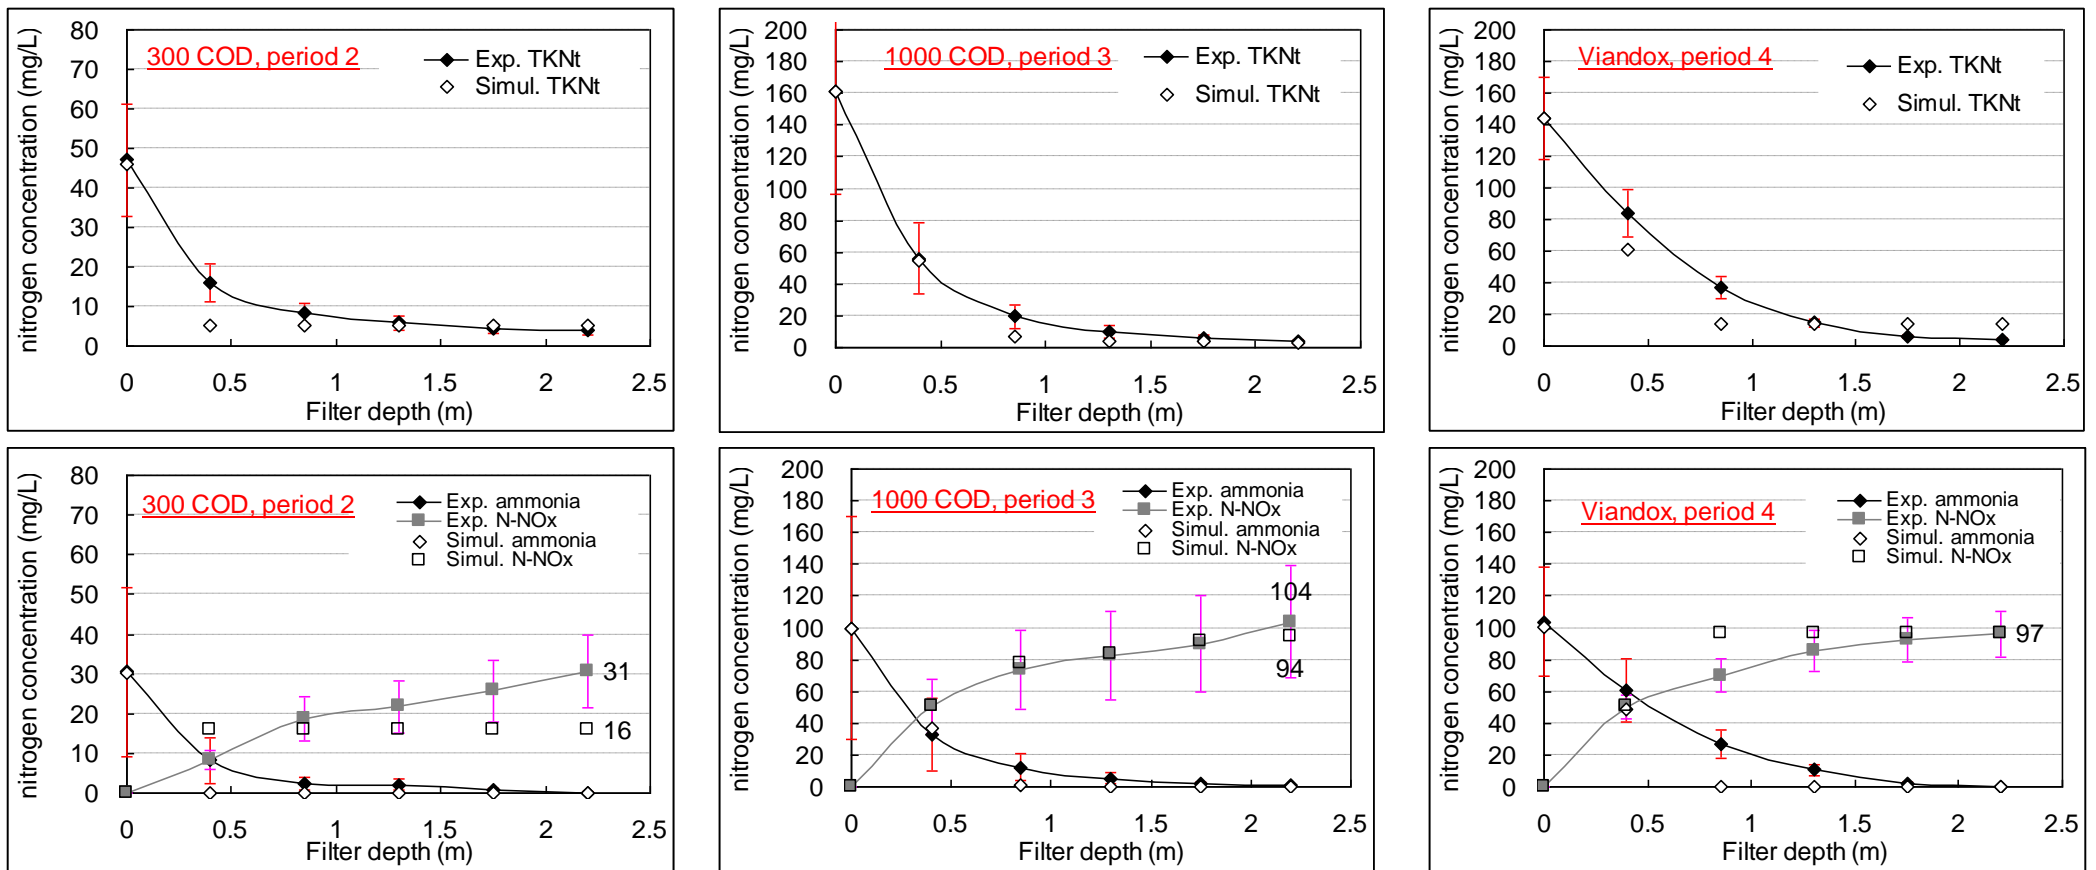 nitrogen concentration (mg/L)
80
70
60
50
40
30
20
10
0
300 COD, period 2
Exp. TKNt
Simul. TKNt
0 0.5 1 1.5 2 2.5
Filter depth (m)
nitrogen concentration (mg/L)
200
180
160
140
120
100
80
60
40
20
0
1000 COD, period 3
Exp. TKNt
Simul. TKNt
0 0.5 1 1.5 2 2.5
Filter depth (m)
nitrogen concentration (mg/L)
200
180
160
140
120
100
80
60
40
20
0
Viandox, period 4
Exp. TKNt
Simul. TKNt
0 0.5 1 1.5 2 2.5
Filter depth (m)
nitrogen concentration (mg/L)
80
70
60
50
40
30
20
10
0
300 COD, period 2
Exp. ammonia
Exp. N-NOx
Simul. ammonia
Simul. N-NOx
31
16
0 0.5 1 1.5 2 2.5
Filter depth (m)
nitrogen concentration (mg/L)
200
180
160
140
120
100
80
60
40
20
0
1000 COD, period 3
Exp. ammonia
Exp. N-NOx
Simul. ammonia
Simul. N-NOx
104
94
0 0.5 1 1.5 2 2.5
Filter depth (m)
nitrogen concentration (mg/L)
200
180
160
140
120
100
80
60
40
20
0
Viandox, period 4
Exp. ammonia
Exp. N-NOx
Simul. ammonia
Simul. N-NOx
97
0 0.5 1 1.5 2 2.5
Filter depth (m)